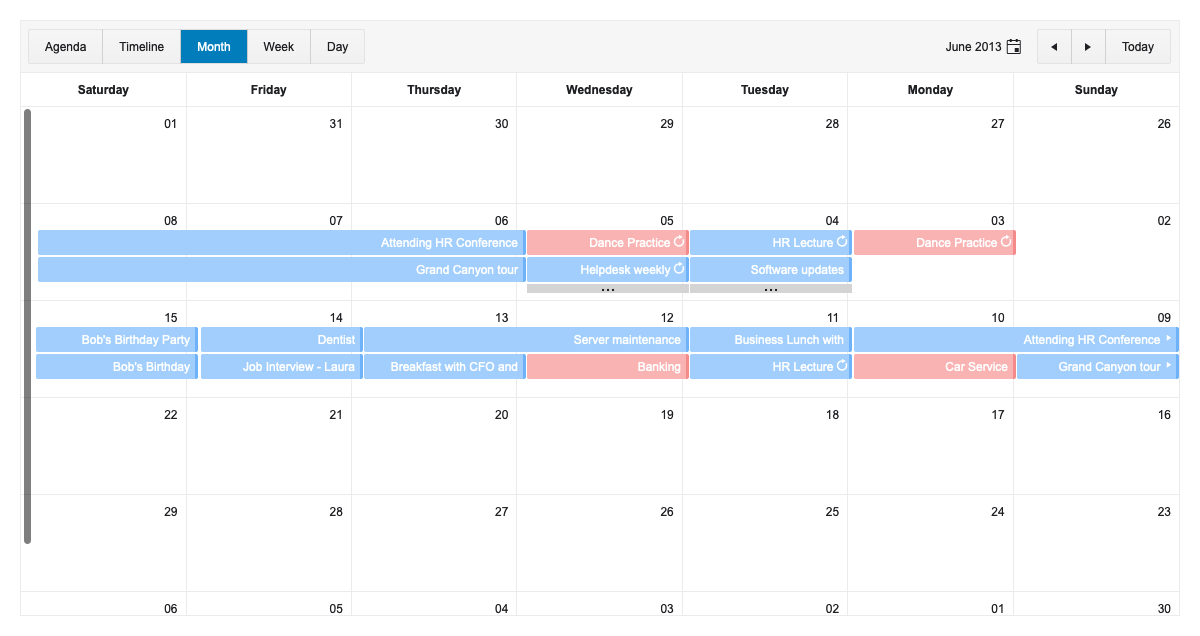 Agenda Timeline Month Week Day June 2013 Today
Saturday Friday Thursday Wednesday Tuesday Monday Sunday
01 31 30 29 28 27 26
08 07 06 05 04 03 02
Attending HR Conference Dance Practice HR Lecture Dance Practice
Grand Canyon tour Helpdesk weekly Software updates
... ...
15 14 13 12 11 10 09
Bob's Birthday Party Dentist Server maintenance Business Lunch with Attending HR Conference
Bob's Birthday Job Interview - Laura Breakfast with CFO and Banking HR Lecture Car Service Grand Canyon tour
22 21 20 19 18 17 16
29 28 27 26 25 24 23
06 05 04 03 02 01 30